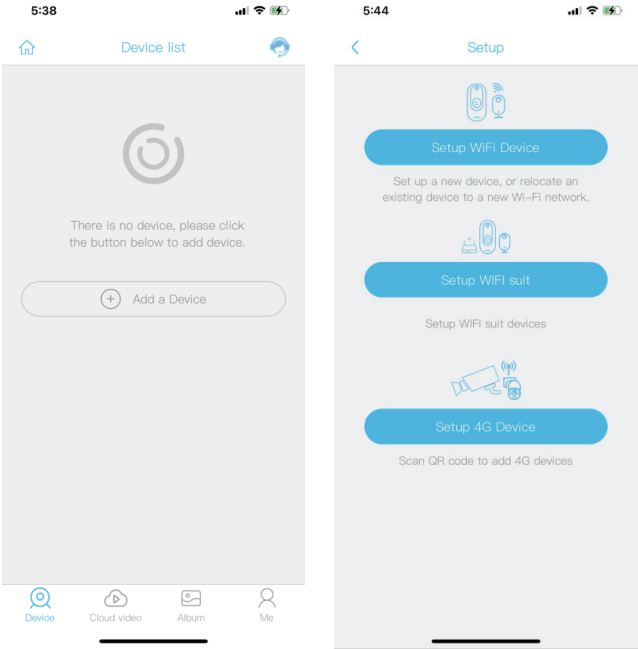 5:38
Device list
There is no device, please click
the button below to add device.
Add a Device
Device
Cloud video
Album
Me
5:44
Setup
Setup WiFi Device
Set up a new device, or relocate an
existing device to a new Wi-Fi network.
Setup WIFI suit
Setup WIFI suit devices
Setup 4G Device
Scan QR code to add 4G devices